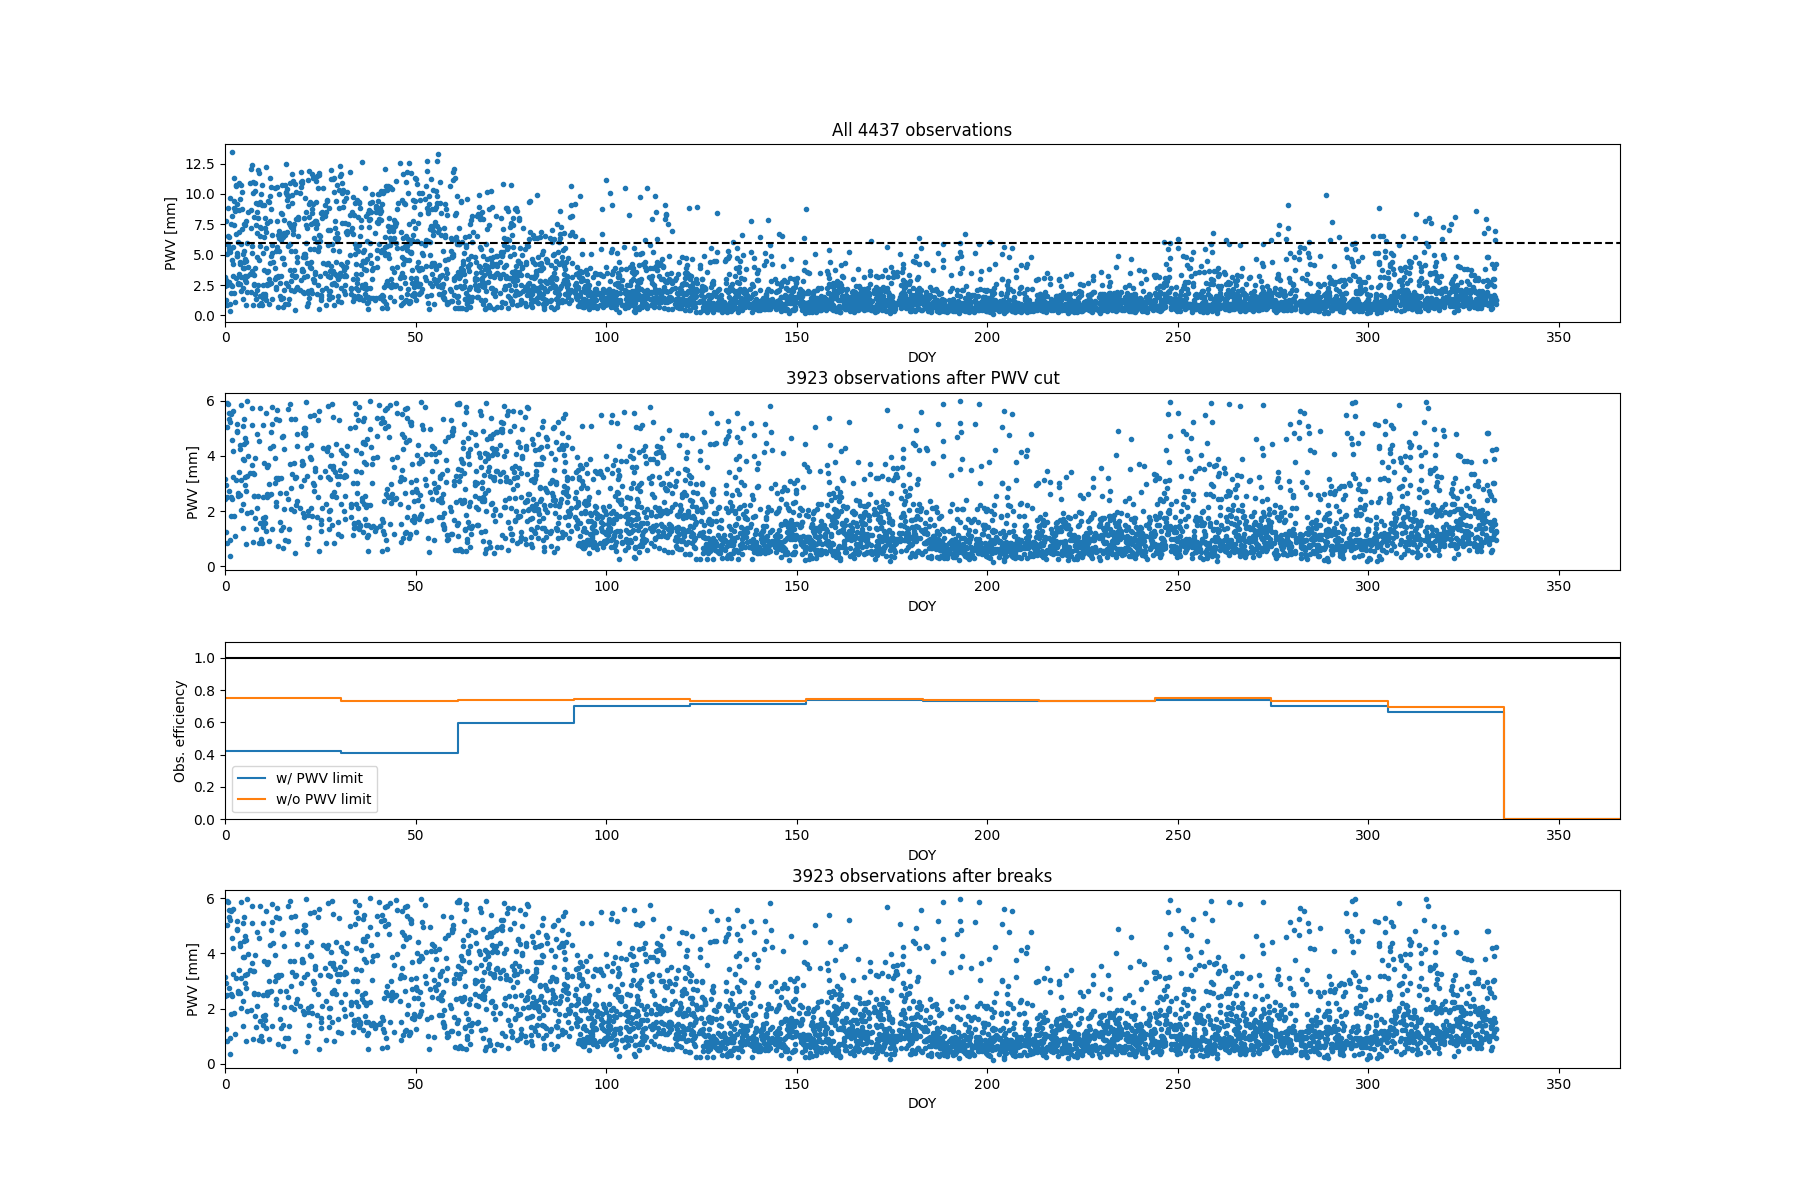 All 4437 observations
PWV [mm]
12.5
10.0
7.5
5.0
2.5
0.0
0 50 100 150 200 250 300 350
DOY
3923 observations after PWV cut
PWV [mm]
6
4
2
0
0 50 100 150 200 250 300 350
DOY
Obs. efficiency
1.0
0.8
0.6
0.4
0.2
0.0
w/ PWV limit
w/o PWV limit
0 50 100 150 200 250 300 350
DOY
3923 observations after breaks
PWV [mm]
6
4
2
0
0 50 100 150 200 250 300 350
DOY